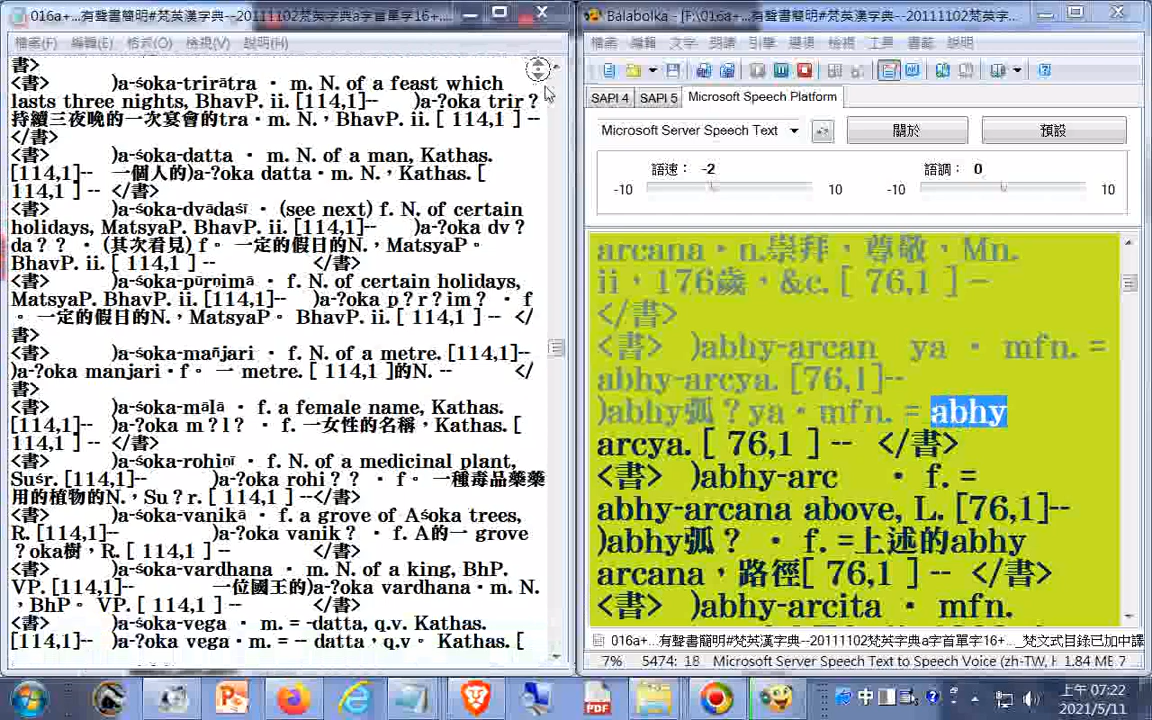 016a+...有聲書簡明#梵英漢字典--20111102梵英字典a字首單字16+...
檔案(F) 編輯(E) 格式(O) 檢視(V) 說明(H)
書>
<書> )a-śoka-trirātra・m. N. of a feast which
lasts three nights, BhavP. ii. [114,1]-- )a-?oka trir ?
持續三夜晚的一次宴會的tra・m. N.，BhavP. ii. [ 114,1 ] --
</書>
<書> )a-śoka-datta ・ m. N. of a man, Kathas.
[114,1]-- 一個人的)a-?oka datta・m. N.，Kathas. [
114,1 ] -- </書>
<書> )a-śoka-dvādaśī ・ (see next) f. N. of certain
holidays, MatsyaP. BhavP. ii. [114,1]-- )a-?oka dv ?
da ? ? ・ (其次看見) f。 一定的假日的N.，MatsyaP。
BhavP. ii. [ 114,1 ] -- </書>
<書> )a-śoka-pūrṇimā ・ f. N. of certain holidays,
MatsyaP. BhavP. ii. [114,1]-- )a-?oka p?r?im? ・ f
。 一定的假日的N.，MatsyaP。 BhavP. ii. [ 114,1 ] -- </
書>
<書> )a-śoka-mañjari ・ f. N. of a metre. [114,1]--
)a-?oka manjari・f。 一 metre. [ 114,1 ]的N. -- </
書>
<書> )a-śoka-mālā ・ f. a female name, Kathas.
[114,1]-- )a-?oka m?l? ・ f. 一女性的名稱，Kathas. [
114,1 ] -- </書>
<書> )a-śoka-rohiṇī ・ f. N. of a medicinal plant,
Suśr. [114,1]-- )a-?oka rohi ? ? ・ f。 一種毒品藥藥
用的植物的N.，Su ? r. [ 114,1 ] --</書>
<書> )a-śoka-vanikā ・ f. a grove of Aśoka trees,
R. [114,1]-- )a-?oka vanik ? ・ f. A的一 grove
?oka樹，R. [ 114,1 ] -- </書>
<書> )a-śoka-vardhana ・ m. N. of a king, BhP.
VP. [114,1]-- 一位國王的)a-?oka vardhana・m. N.
，BhP。 VP. [ 114,1 ] -- </書>
<書> )a-śoka-vega ・ m. = -datta, q.v. Kathas.
[114,1]-- )a-?oka vega・m. = -- datta，q.v。 Kathas. [
Balabolka - [F:\016a+...有聲書簡明#梵英漢字典--20111102梵英字...
檔案 編輯 文字 朗讀 引擎 選項 檢視 工具 書籤 說明
SAPI 4 SAPI 5 Microsoft Speech Platform
Microsoft Server Speech Text 關於 預設
語速： -2 語調： 0
-10 10 -10 10
arcana・n.崇拜，尊敬，Mn.
ii，176歲，&c. [ 76,1 ] --
</書>
<書> )abhy-arcan ya ・ mfn. =
abhy-arcya. [76,1]--
)abhy弧？ya・mfn. = abhy
arcya. [ 76,1 ] -- </書>
<書> )abhy-arc ・ f. =
abhy-arcana above, L. [76,1]--
)abhy弧？ ・ f. =上述的abhy
arcana，路徑[ 76,1 ] -- </書>
<書> )abhy-arcita ・ mfn.
016a+...有聲書簡明#梵英漢字典--20111102梵英字典a字首單字16+..._梵文式目錄已加中譯
7% 5474: 18 Microsoft Server Speech Text to Speech Voice (zh-TW, H 1.84 MB 7
中
PDF
上午 07:22
2021/5/11